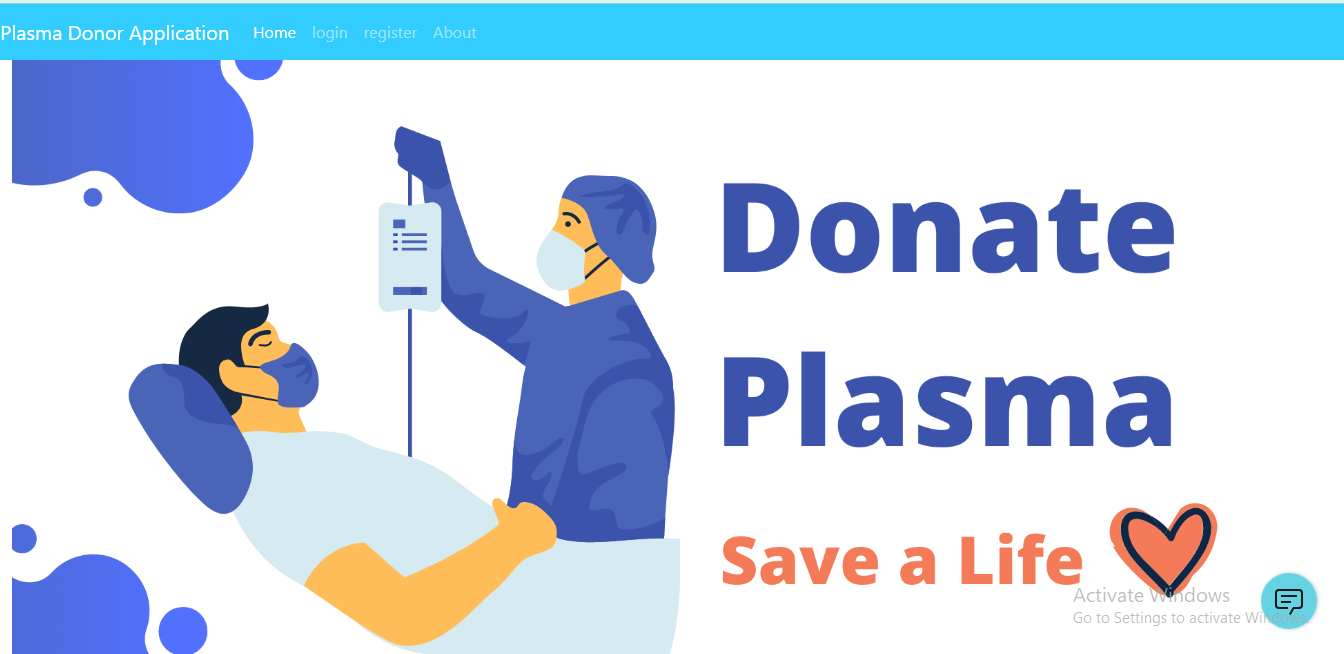 Plasma Donor Application Home login register About
Donate
Plasma
Save a Life
Activate Windows
Go to Settings to activate Windows.